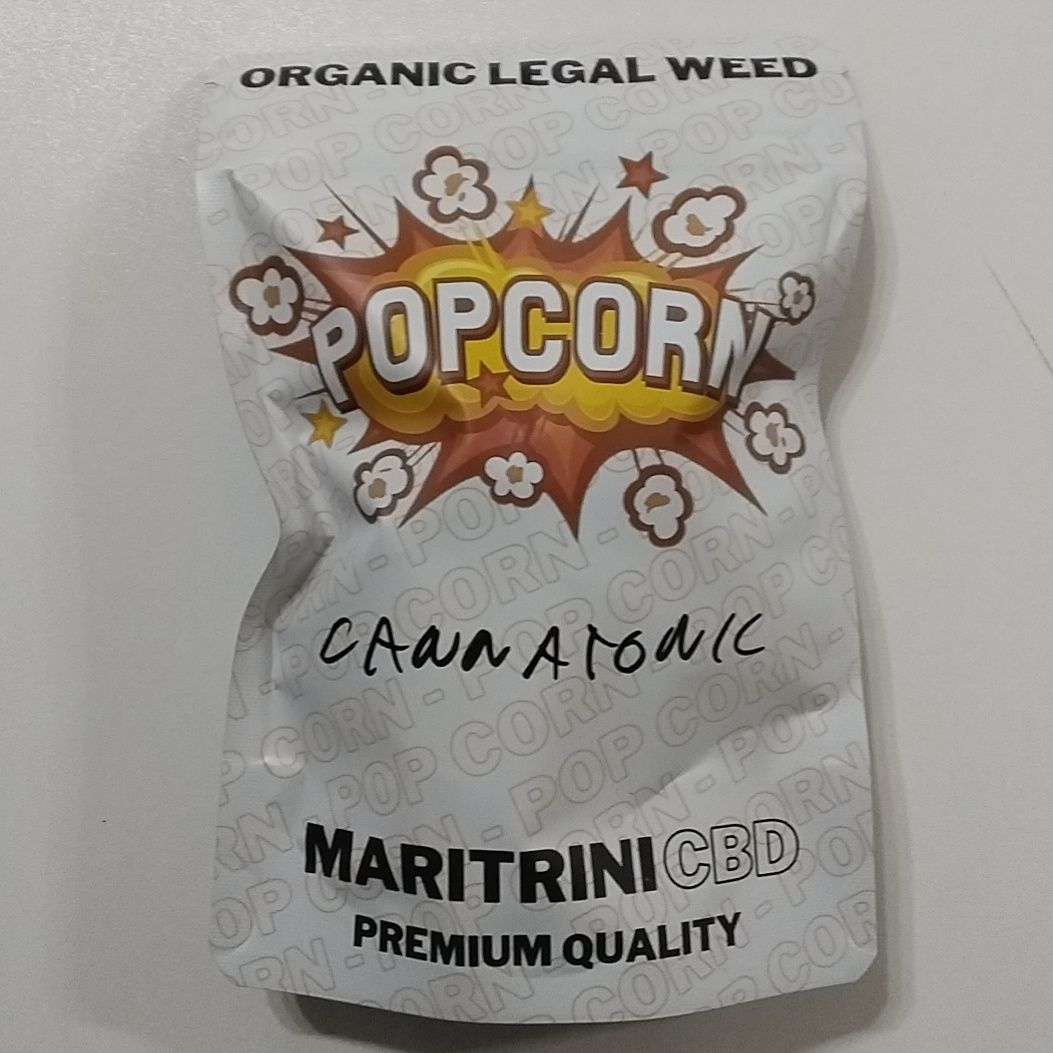 ORGANIC LEGAL WEED
POPCORN
CANNATONIC
MARITRINI CBD
PREMIUM QUALITY